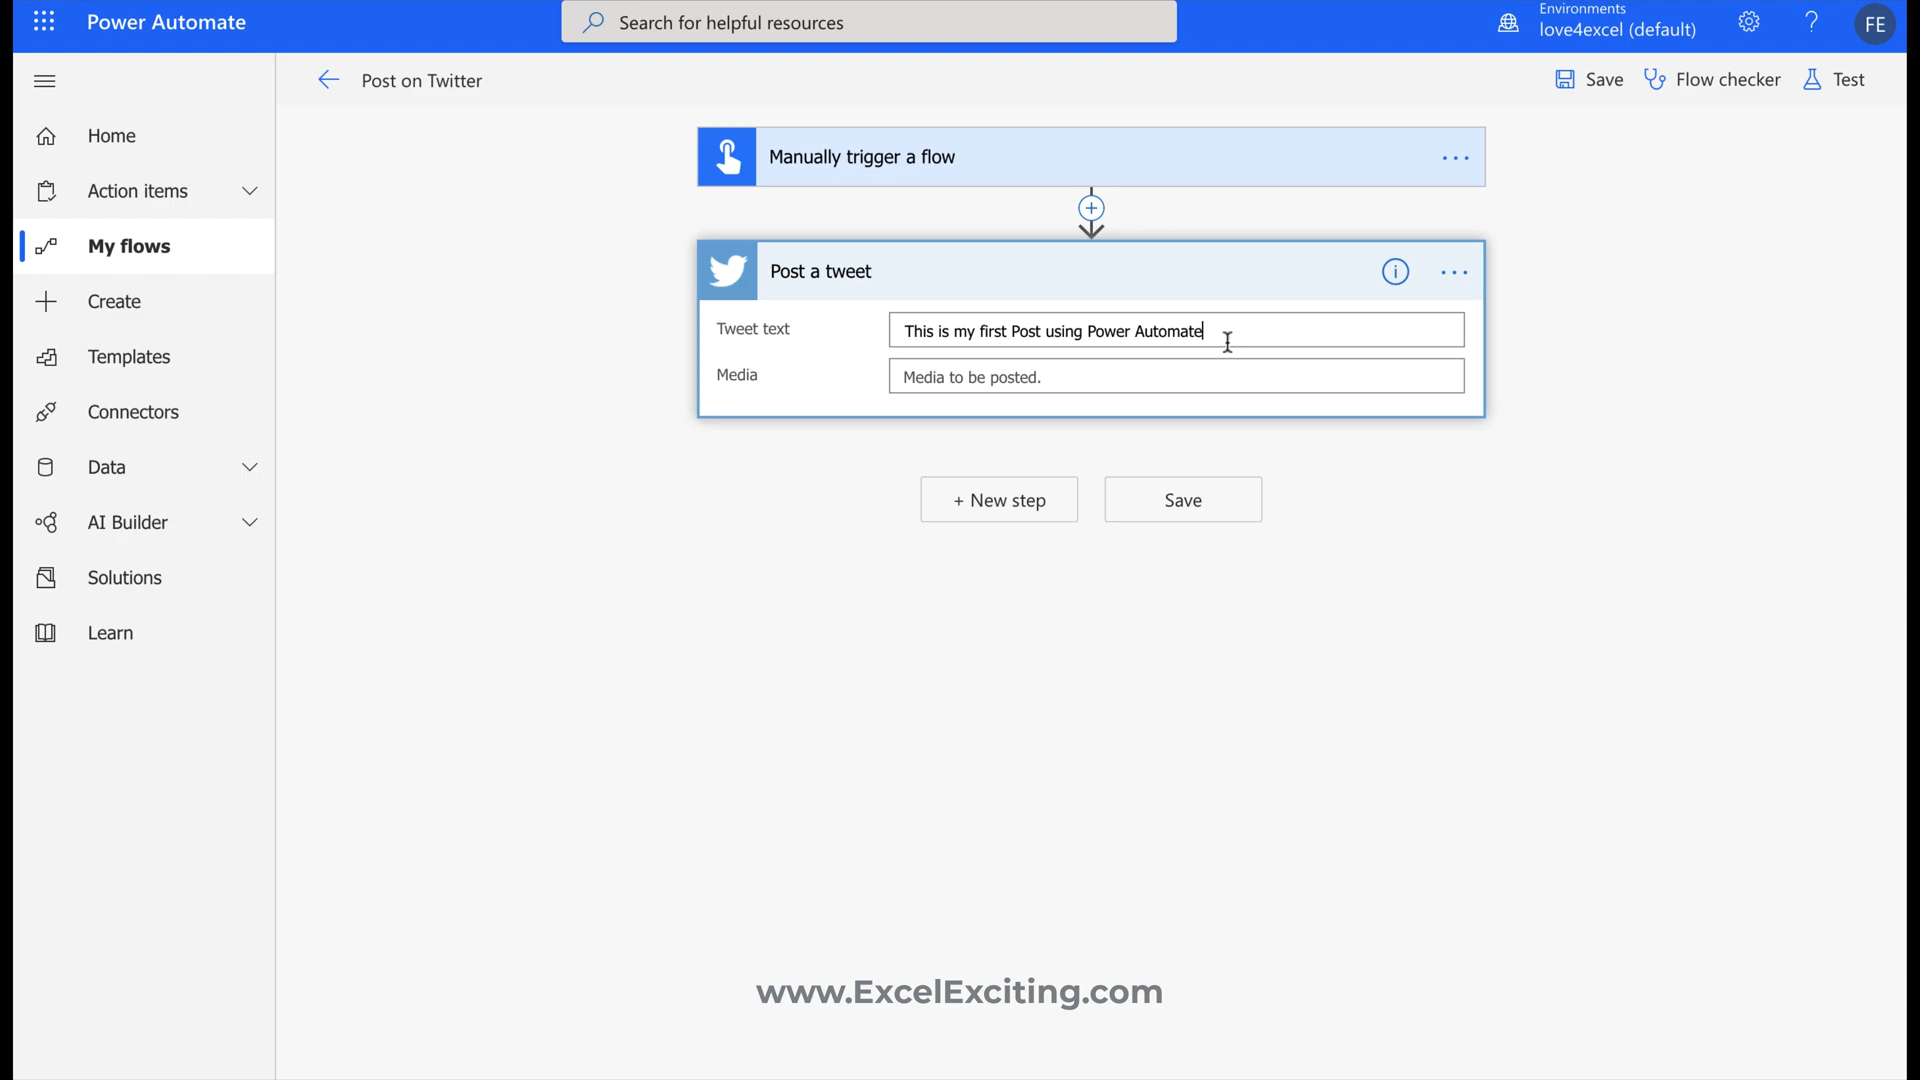 Power Automate
Search for helpful resources
Environments
love4excel (default)
?
FE
Post on Twitter
Save
Flow checker
Test
Home
Action items
My flows
Create
Templates
Connectors
Data
AI Builder
Solutions
Learn
Manually trigger a flow
Post a tweet
Tweet text
This is my first Post using Power Automate
Media
Media to be posted.
+ New step
Save
www.ExcelExciting.com